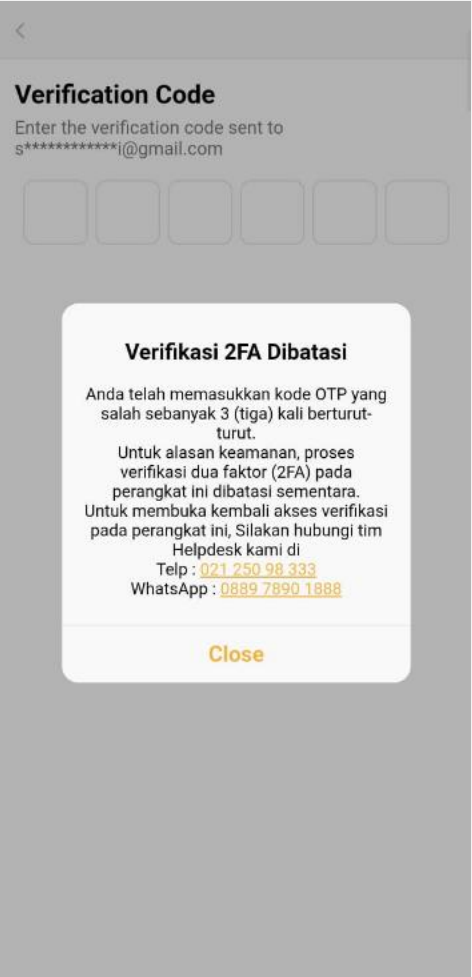 Verification Code
Enter the verification code sent to
s************i@gmail.com
Verifikasi 2FA Dibatasi
Anda telah memasukkan kode OTP yang
salah sebanyak 3 (tiga) kali berturut-
turut.
Untuk alasan keamanan, proses
verifikasi dua faktor (2FA) pada
perangkat ini dibatasi sementara.
Untuk membuka kembali akses verifikasi
pada perangkat ini, Silakan hubungi tim
Helpdesk kami di
Telp : 021 250 98 333
WhatsApp : 0889 7890 1888
Close